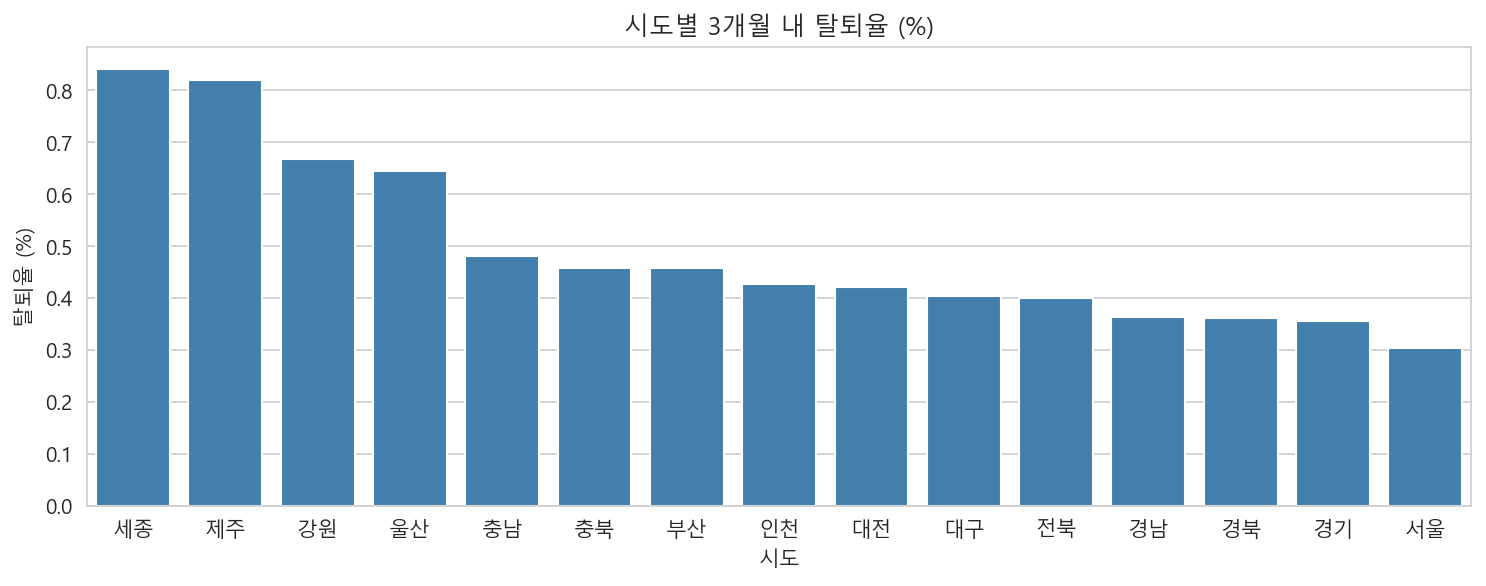 시도별 3개월 내 탈퇴율 (%)
탈퇴율 (%)
0.8
0.7
0.6
0.5
0.4
0.3
0.2
0.1
0.0
세종 제주 강원 울산 충남 충북 부산 인천 대전 대구 전북 경남 경북 경기 서울
시도